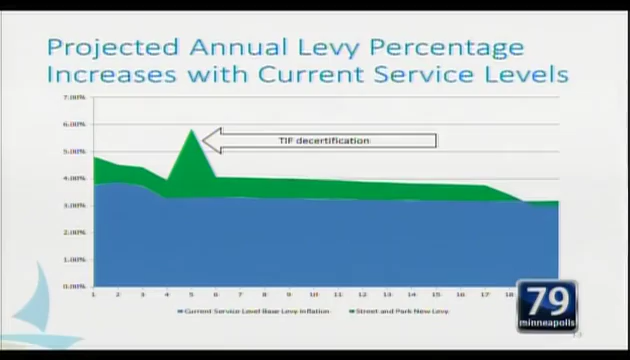 Projected Annual Levy Percentage
Increases with Current Service Levels
7.00%
6.00%
TIF decertification
5.00%
4.00%
3.00%
2.00%
1.00%
0.00%
1 2 3 4 5 6 7 8 9 10 11 12 13 14 15 16 17 18
79
minneapolis
Current Service Level Base Levy Inflation Street and Park New Levy